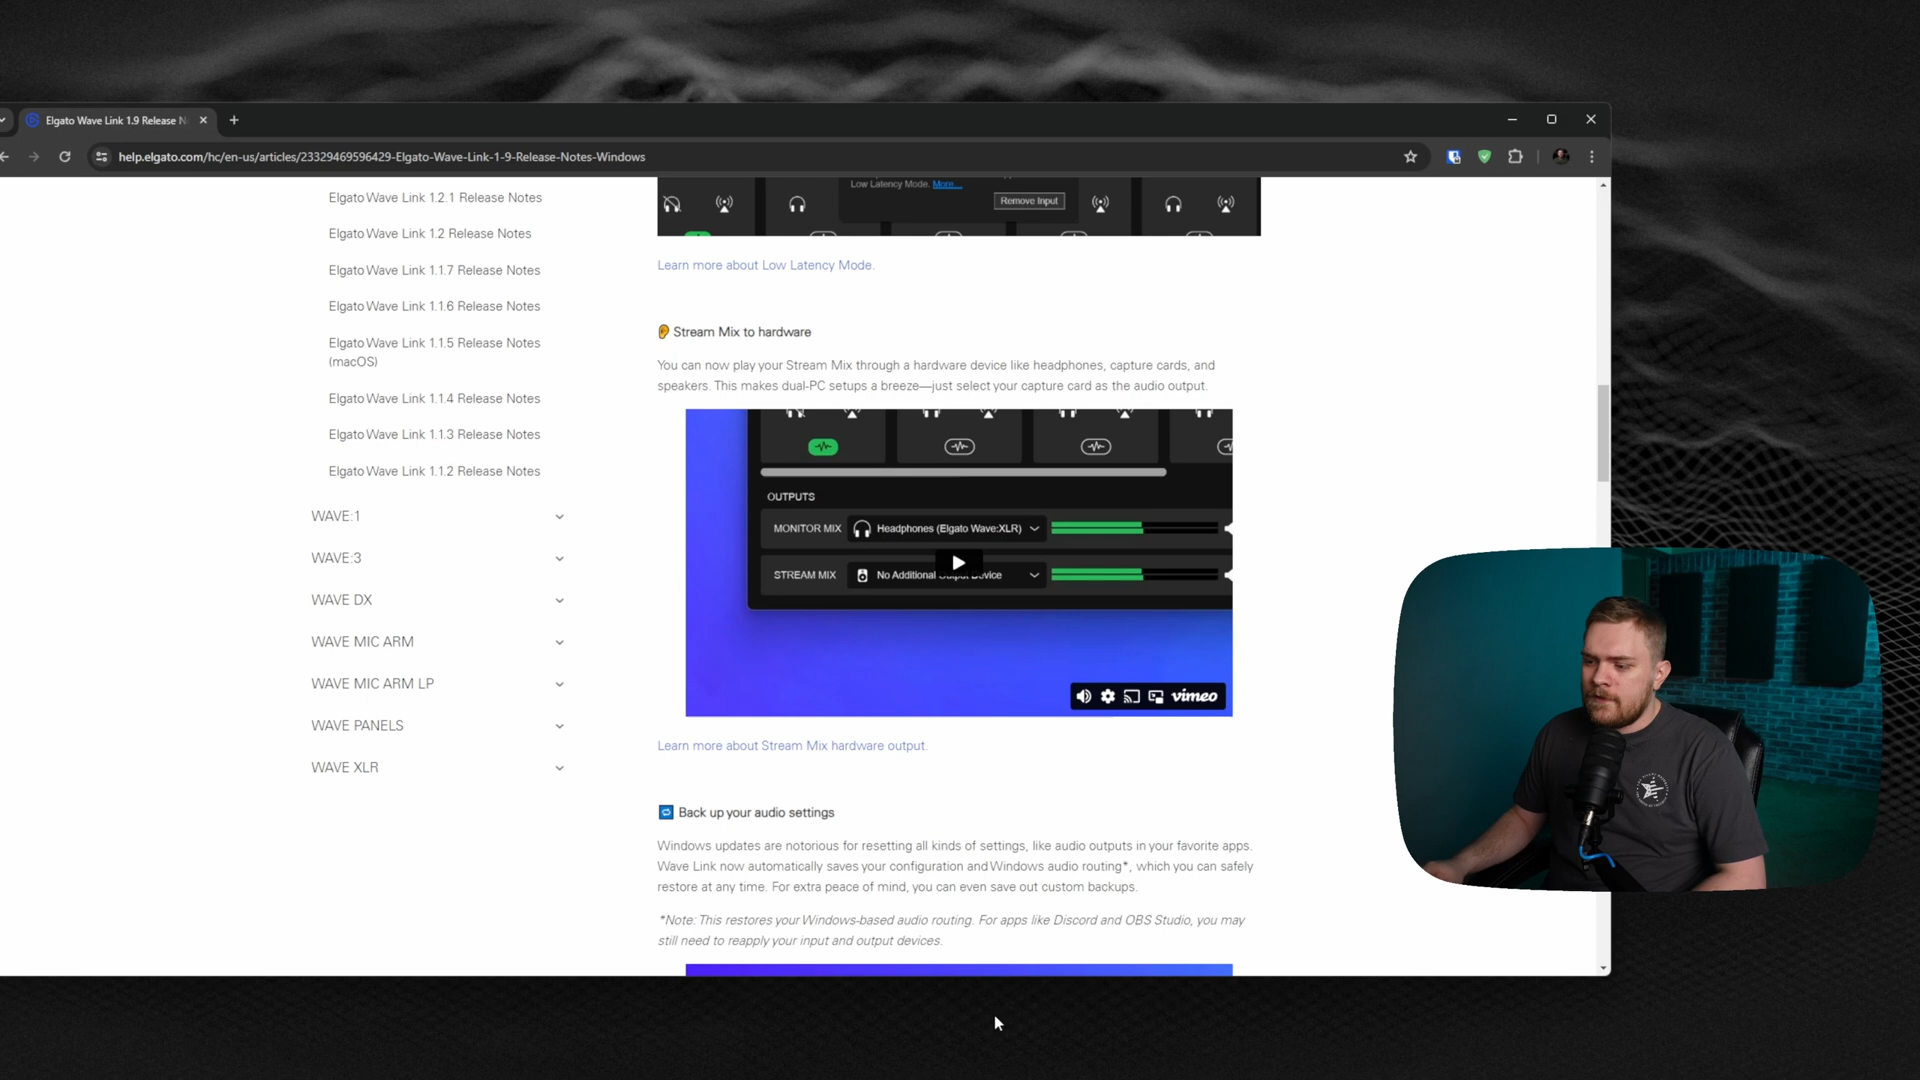 Elgato Wave Link 1.9 Release N
help.elgato.com/hc/en-us/articles/23329469596429-Elgato-Wave-Link-1-9-Release-Notes-Windows
Elgato Wave Link 1.2.1 Release Notes
Elgato Wave Link 1.2 Release Notes
Elgato Wave Link 1.1.7 Release Notes
Elgato Wave Link 1.1.6 Release Notes
Elgato Wave Link 1.1.5 Release Notes
(macOS)
Elgato Wave Link 1.1.4 Release Notes
Elgato Wave Link 1.1.3 Release Notes
Elgato Wave Link 1.1.2 Release Notes
WAVE:1
WAVE:3
WAVE DX
WAVE MIC ARM
WAVE MIC ARM LP
WAVE PANELS
WAVE XLR
Low Latency Mode. More...
Remove Input
Learn more about Low Latency Mode.
Stream Mix to hardware
You can now play your Stream Mix through a hardware device like headphones, capture cards, and
speakers. This makes dual-PC setups a breeze—just select your capture card as the audio output.
OUTPUTS
MONITOR MIX Headphones (Elgato Wave:XLR)
STREAM MIX No Additional Output Device
vimeo
Learn more about Stream Mix hardware output.
Back up your audio settings
Windows updates are notorious for resetting all kinds of settings, like audio outputs in your favorite apps.
Wave Link now automatically saves your configuration and Windows audio routing*, which you can safely
restore at any time. For extra peace of mind, you can even save out custom backups.
*Note: This restores your Windows-based audio routing. For apps like Discord and OBS Studio, you may
still need to reapply your input and output devices.